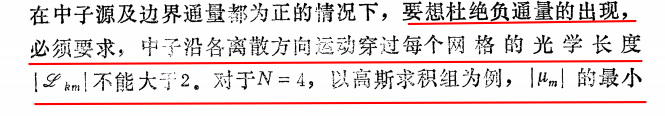 在中子源及边界通量都为正的情况下，要想杜绝负通量的出现，
必须要求，中子沿各离散方向运动穿过每个网格的光学长度
|ℒₖₘ|不能大于2。对于N＝4，以高斯求积组为例，|μₘ|的最小